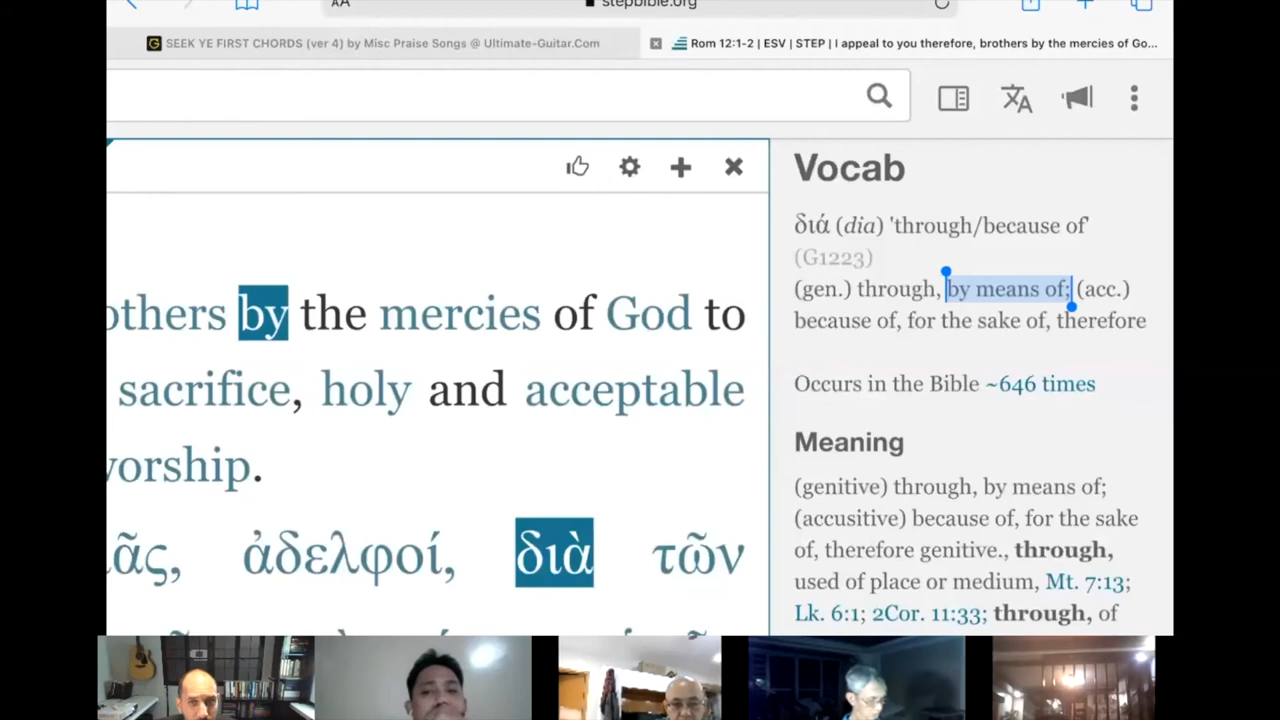 AA
stepbible.org
SEEK YE FIRST CHORDS (ver 4) by Misc Praise Songs @ Ultimate-Guitar.Com
Rom 12:1-2 | ESV | STEP | I appeal to you therefore, brothers by the mercies of Go...
others by the mercies of God to
sacrifice, holy and acceptable
worship.
ἀδελφοί, διὰ τῶν
Vocab
διά (dia) 'through/because of'
(G1223)
(gen.) through, by means of; (acc.)
because of, for the sake of, therefore
Occurs in the Bible ~646 times
Meaning
(genitive) through, by means of;
(accusitive) because of, for the sake
of, therefore genitive., through,
used of place or medium, Mt. 7:13;
Lk. 6:1; 2Cor. 11:33; through, of